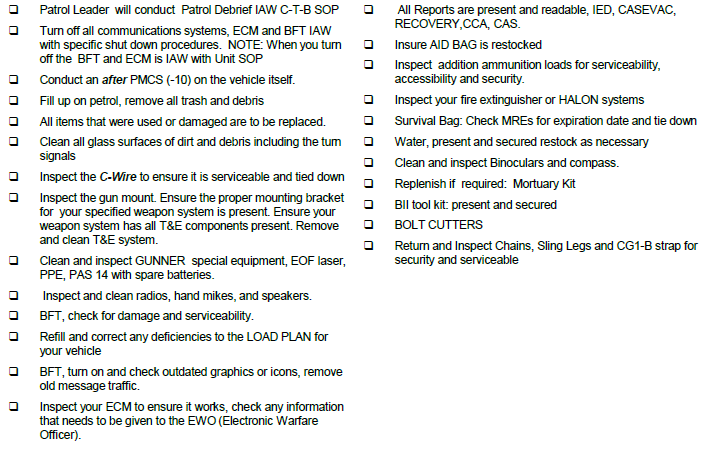 ❑ Patrol Leader will conduct Patrol Debrief IAW C-T-B SOP
❑ Turn off all communications systems, ECM and BFT IAW
with specific shut down procedures. NOTE: When you turn
off the BFT and ECM is IAW with Unit SOP
❑ Conduct an after PMCS (-10) on the vehicle itself.
❑ Fill up on petrol, remove all trash and debris
❑ All items that were used or damaged are to be replaced.
❑ Clean all glass surfaces of dirt and debris including the turn
signals
❑ Inspect the C-Wire to ensure it is serviceable and tied down
❑ Inspect the gun mount. Ensure the proper mounting bracket
for your specified weapon system is present. Ensure your
weapon system has all T&E components present. Remove
and clean T&E system.
❑ Clean and inspect GUNNER special equipment, EOF laser,
PPE, PAS 14 with spare batteries.
❑ Inspect and clean radios, hand mikes, and speakers.
❑ BFT, check for damage and serviceability.
❑ Refill and correct any deficiencies to the LOAD PLAN for
your vehicle
❑ BFT, turn on and check outdated graphics or icons, remove
old message traffic.
❑ Inspect your ECM to ensure it works, check any information
that needs to be given to the EWO (Electronic Warfare
Officer).
❑ All Reports are present and readable, IED, CASEVAC,
RECOVERY,CCA, CAS.
❑ Insure AID BAG is restocked
❑ Inspect addition ammunition loads for serviceability,
accessibility and security.
❑ Inspect your fire extinguisher or HALON systems
❑ Survival Bag: Check MREs for expiration date and tie down
❑ Water, present and secured restock as necessary
❑ Clean and inspect Binoculars and compass.
❑ Replenish if required: Mortuary Kit
❑ BII tool kit: present and secured
❑ BOLT CUTTERS
❑ Return and Inspect Chains, Sling Legs and CG1-B strap for
security and serviceable